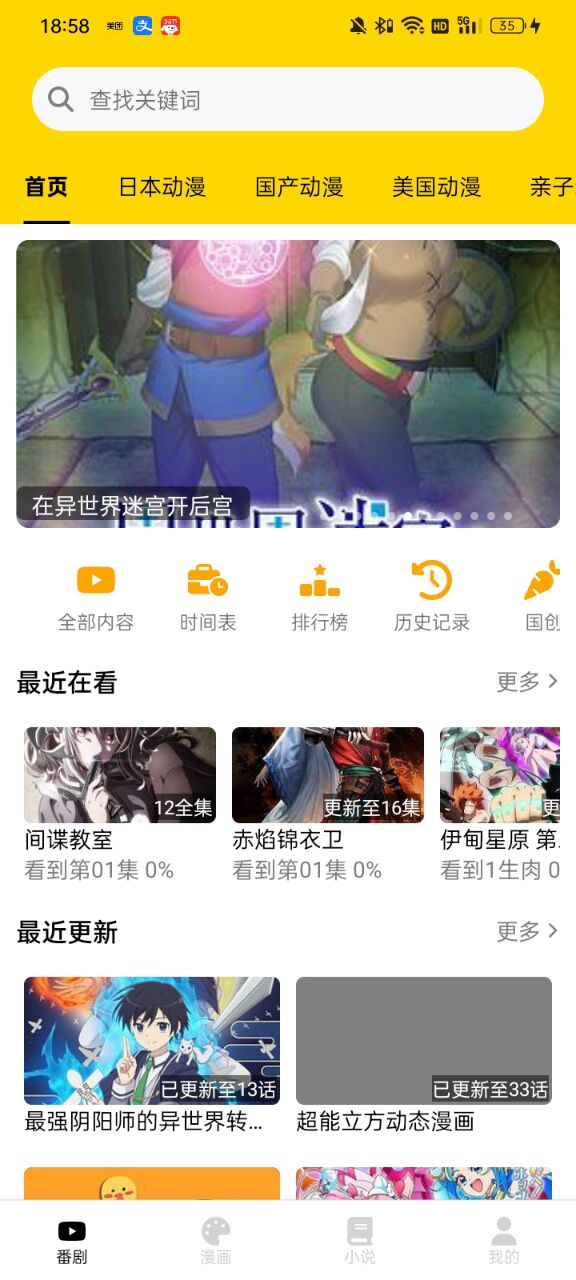 18:58
美团
HD
5G
35
查找关键词
首页 日本动漫 国产动漫 美国动漫 亲子
在异世界迷宫开后宫
全部内容 时间表 排行榜 历史记录 国创
最近在看 更多
12全集 更新至16集 更
间谍教室 赤焰锦衣卫 伊甸星原 第
看到第01集 0% 看到第01集 0% 看到1生肉 0
最近更新 更多
已更新至13话 已更新至33话
最强阴阳师的异世界转... 超能立方动态漫画
番剧 漫画 小说 我的